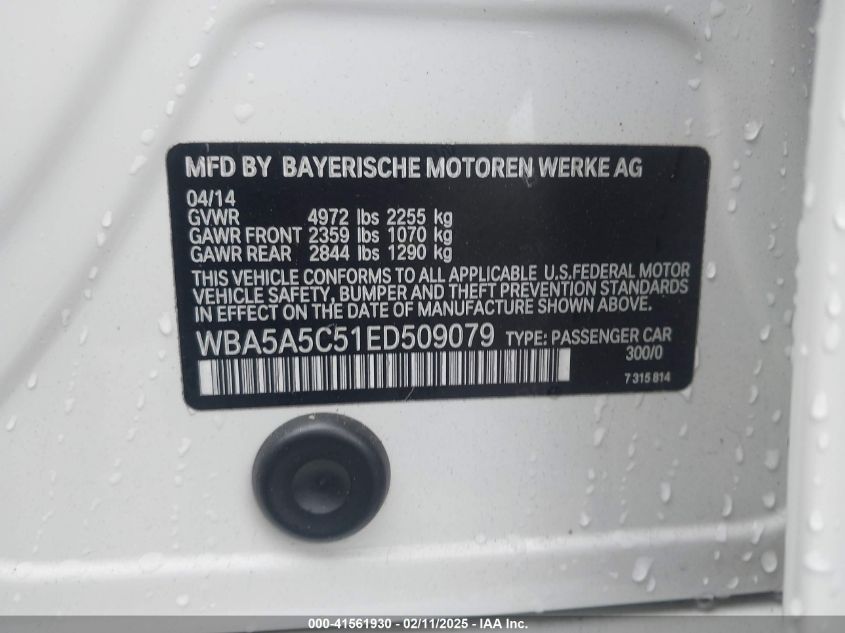 MFD BY BAYERISCHE MOTOREN WERKE AG
04/14
GVWR 4972 lbs 2255 kg
GAWR FRONT 2359 lbs 1070 kg
GAWR REAR 2844 lbs 1290 kg
THIS VEHICLE CONFORMS TO ALL APPLICABLE U.S.FEDERAL MOTOR
VEHICLE SAFETY, BUMPER AND THEFT PREVENTION STANDARDS
IN EFFECT ON THE DATE OF MANUFACTURE SHOWN ABOVE.
WBA5A5C51ED509079 TYPE: PASSENGER CAR
300/0
7 315 814
000-41561930 - 02/11/2025 - IAA Inc.